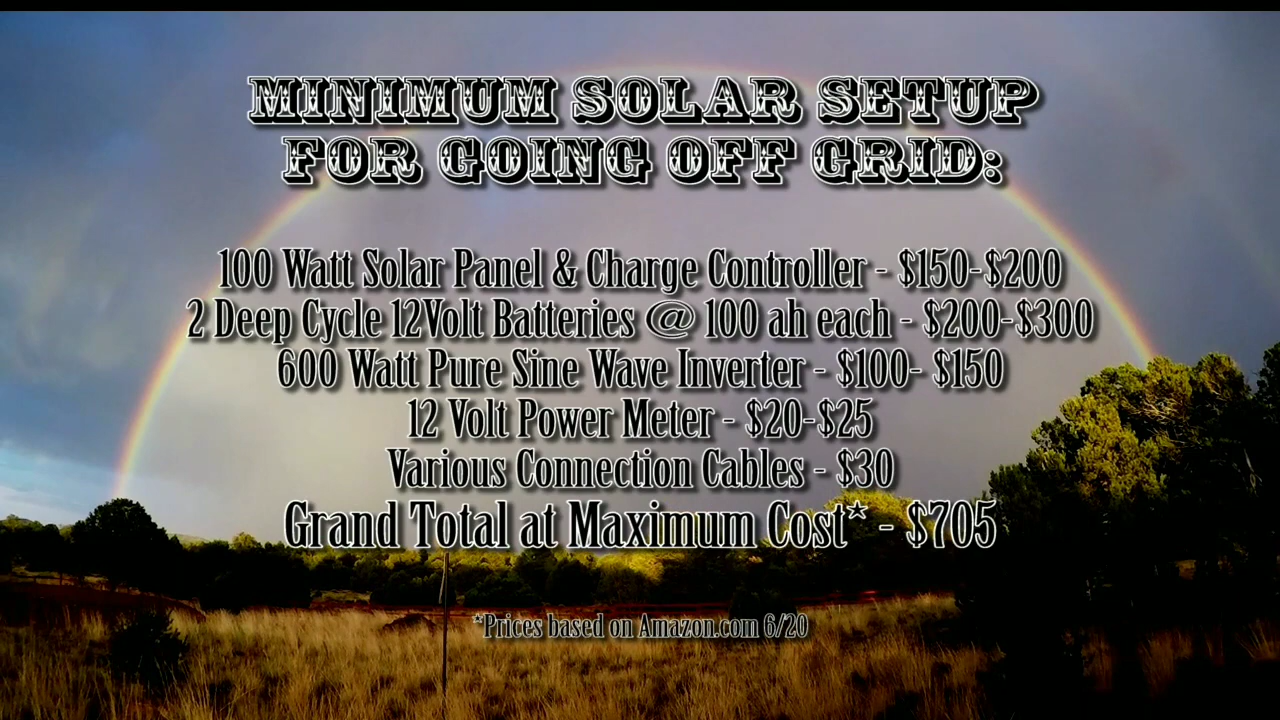 MINIMUM SOLAR SETUP
FOR GOING OFF GRID:
100 Watt Solar Panel & Charge Controller - $150-$200
2 Deep Cycle 12Volt Batteries @ 100 ah each - $200-$300
600 Watt Pure Sine Wave Inverter - $100- $150
12 Volt Power Meter - $20-$25
Various Connection Cables - $30
Grand Total at Maximum Cost* - $705
*Prices based on Amazon.com 6/20